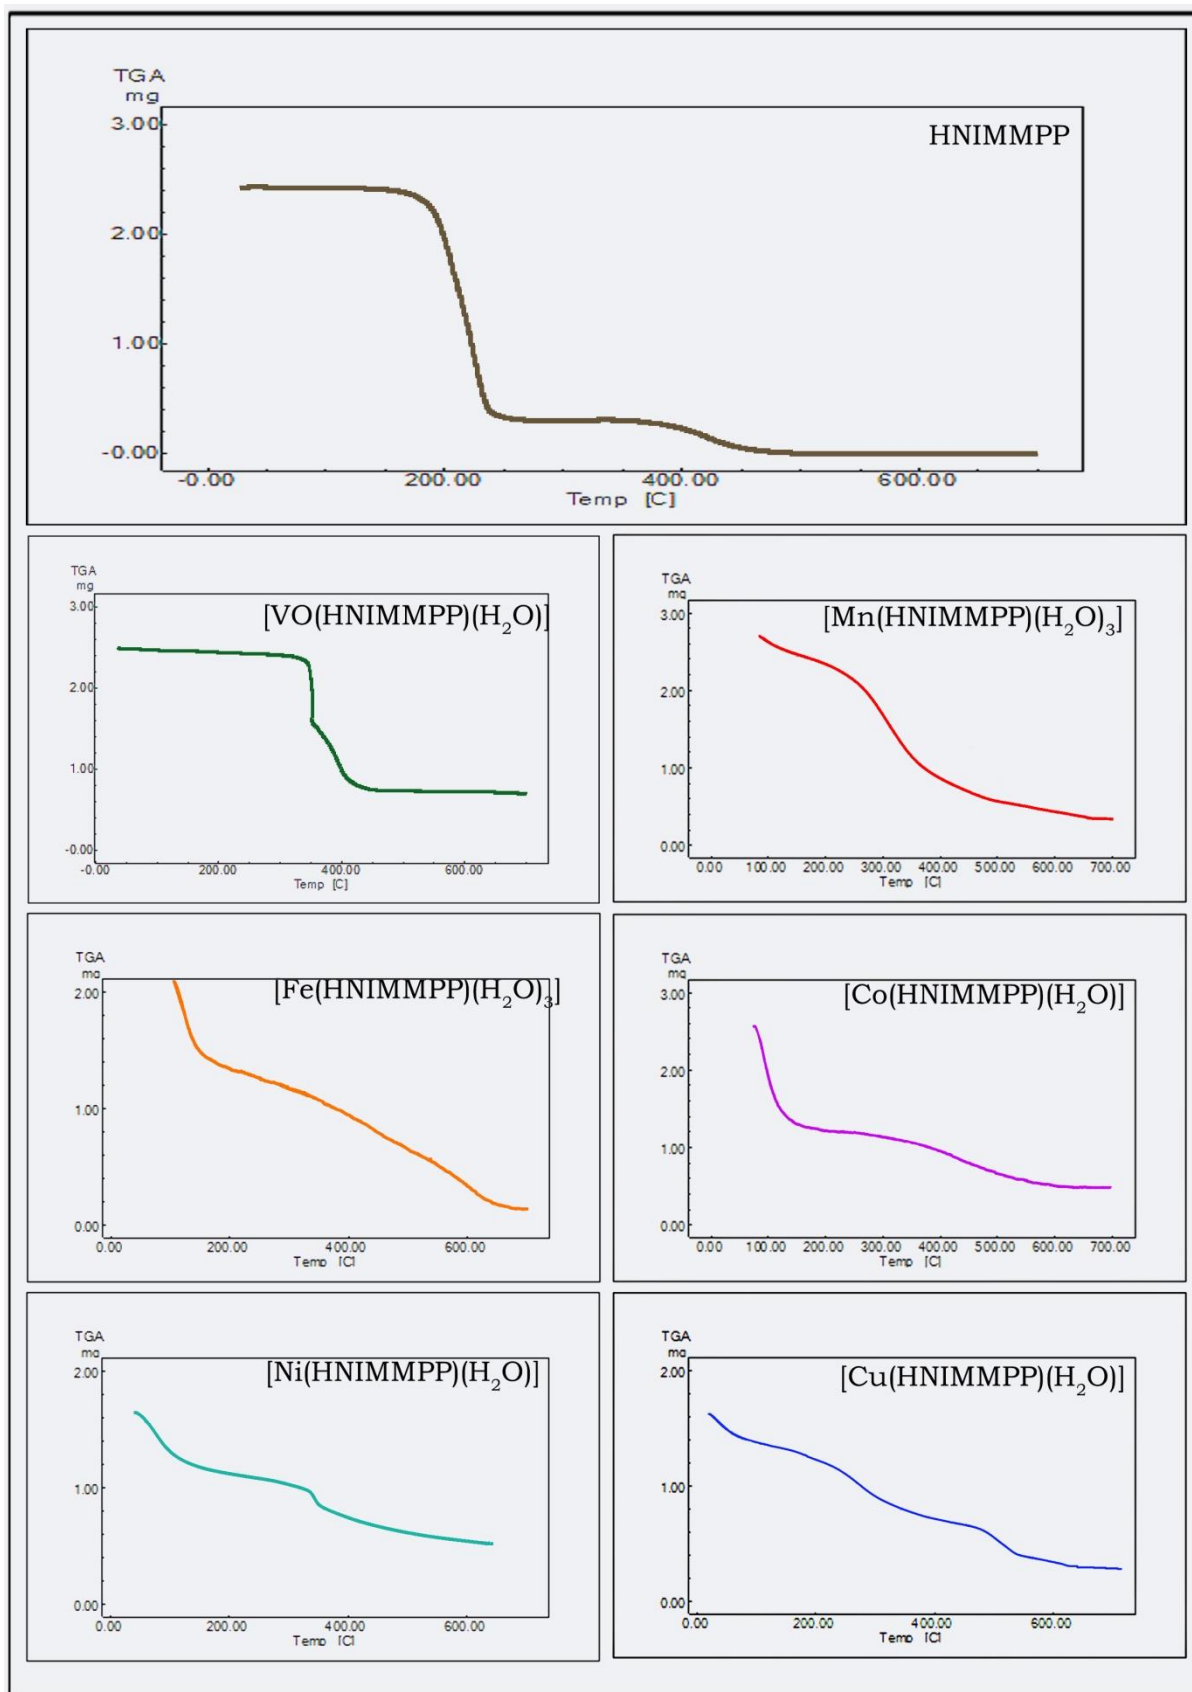 TGA
mg
3.00
HNIMMPP
2.00
1.00
-0.00
-0.00 200.00 400.00 600.00
Temp [C]
TGA
mg
3.00
[VO(HNIMMPP)(H₂O)]
2.00
1.00
-0.00
-0.00 200.00 400.00 600.00
Temp [C]
TGA
mg
3.00
[Mn(HNIMMPP)(H₂O)₃]
2.00
1.00
0.00
0.00 100.00 200.00 300.00 400.00 500.00 600.00 700.00
Temp [C]
TGA
mg
2.00
[Fe(HNIMMPP)(H₂O)₃]
1.00
0.00
0.00 200.00 400.00 600.00
Temp [C]
TGA
mg
3.00
[Co(HNIMMPP)(H₂O)]
2.00
1.00
0.00
0.00 100.00 200.00 300.00 400.00 500.00 600.00 700.00
Temp [C]
TGA
mg
2.00
[Ni(HNIMMPP)(H₂O)]
1.00
0.00
0.00 200.00 400.00 600.00
Temp [C]
TGA
mg
2.00
[Cu(HNIMMPP)(H₂O)]
1.00
0.00
0.00 200.00 400.00 600.00
Temp [C]